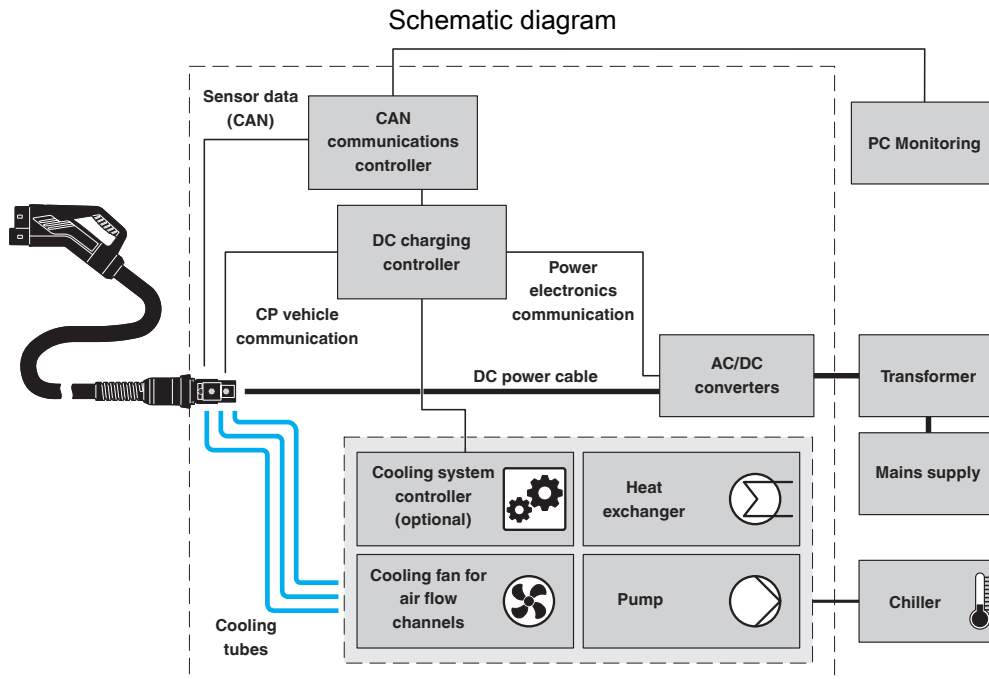 Schematic diagram
Sensor data
(CAN)
CAN
communications
controller
PC Monitoring
DC charging
controller
Power
electronics
communication
CP vehicle
communication
AC/DC
converters
Transformer
DC power cable
Mains supply
Cooling system
controller
(optional)
Heat
exchanger
Cooling fan for
air flow
channels
Pump
Chiller
Cooling
tubes